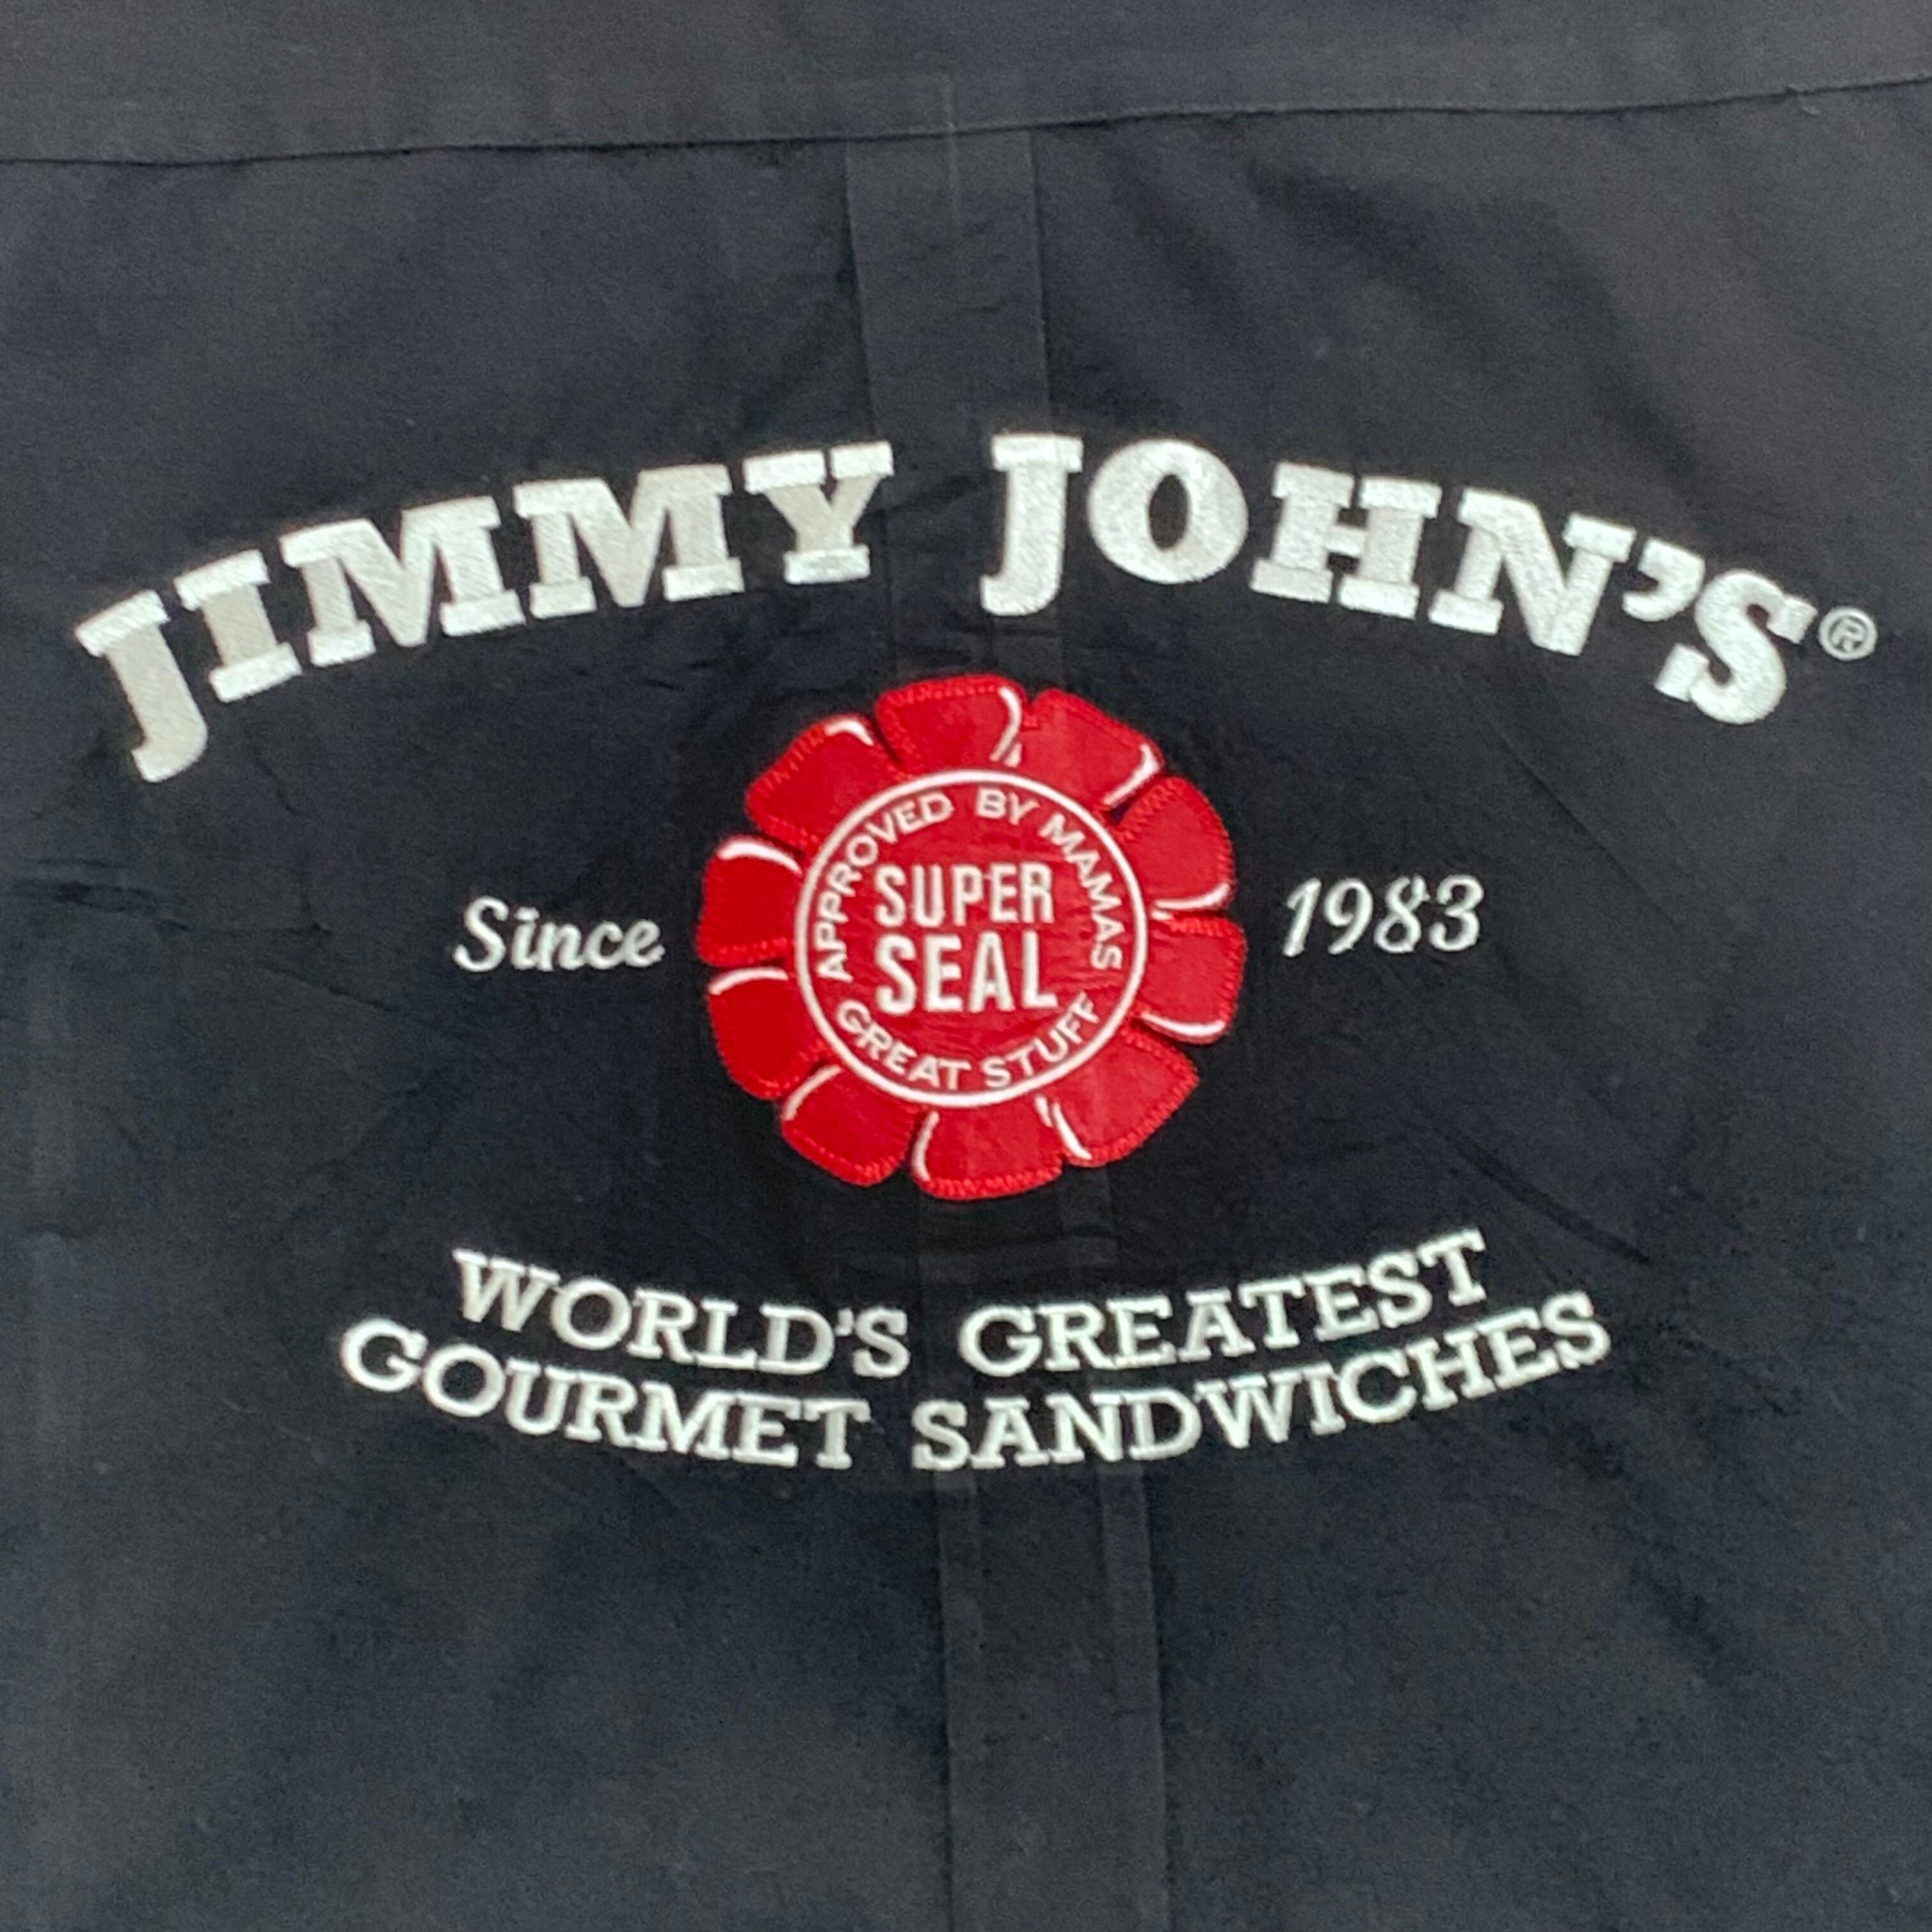 JIMMY JOHN'S®
Since
APPROVED BY MAMAS
SUPER
SEAL
GREAT STUFF
1983
WORLD'S GREATEST
GOURMET SANDWICHES